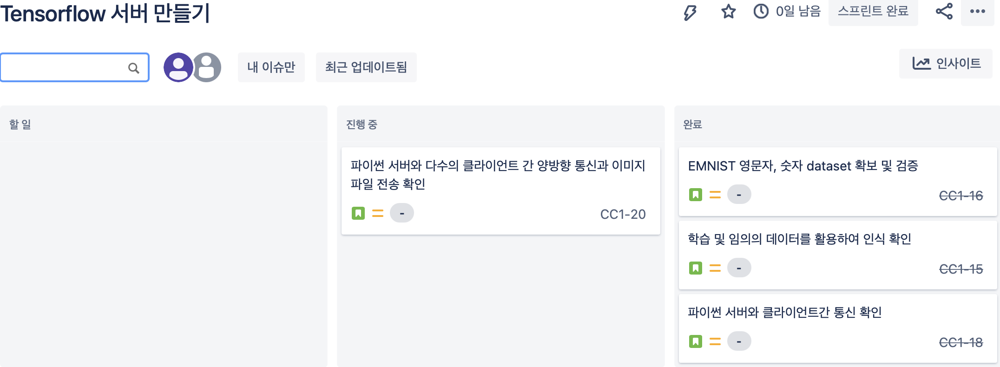 Tensorflow 서버 만들기
0일 남음
스프린트 완료
내 이슈만
최근 업데이트됨
인사이트
할 일
진행 중
파이썬 서버와 다수의 클라이언트 간 양방향 통신과 이미지
파일 전송 확인
-
CC1-20
완료
EMNIST 영문자, 숫자 dataset 확보 및 검증
-
CC1-16
학습 및 임의의 데이터를 활용하여 인식 확인
-
CC1-15
파이썬 서버와 클라이언트간 통신 확인
-
CC1-18